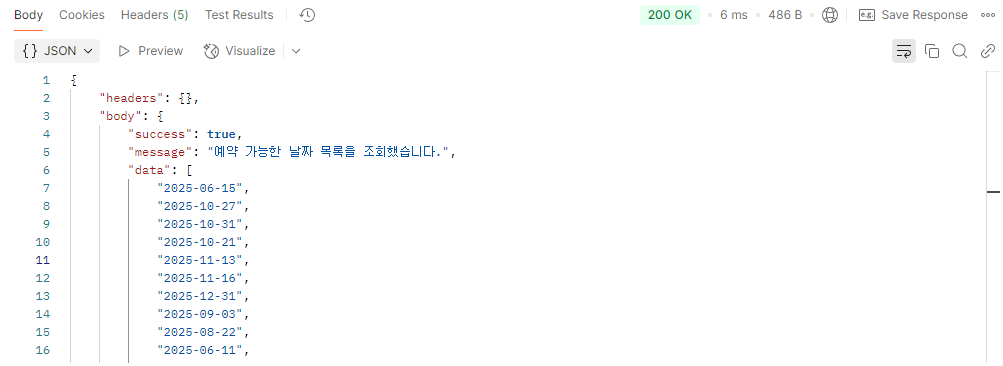 Body Cookies Headers (5) Test Results 200 OK 6 ms 486 B e.g. Save Response
{} JSON Preview Visualize
1 {
2 "headers": {},
3 "body": {
4 "success": true,
5 "message": "예약 가능한 날짜 목록을 조회했습니다.",
6 "data": [
7 "2025-06-15",
8 "2025-10-27",
9 "2025-10-31",
10 "2025-10-21",
11 "2025-11-13",
12 "2025-11-16",
13 "2025-12-31",
14 "2025-09-03",
15 "2025-08-22",
16 "2025-06-11",